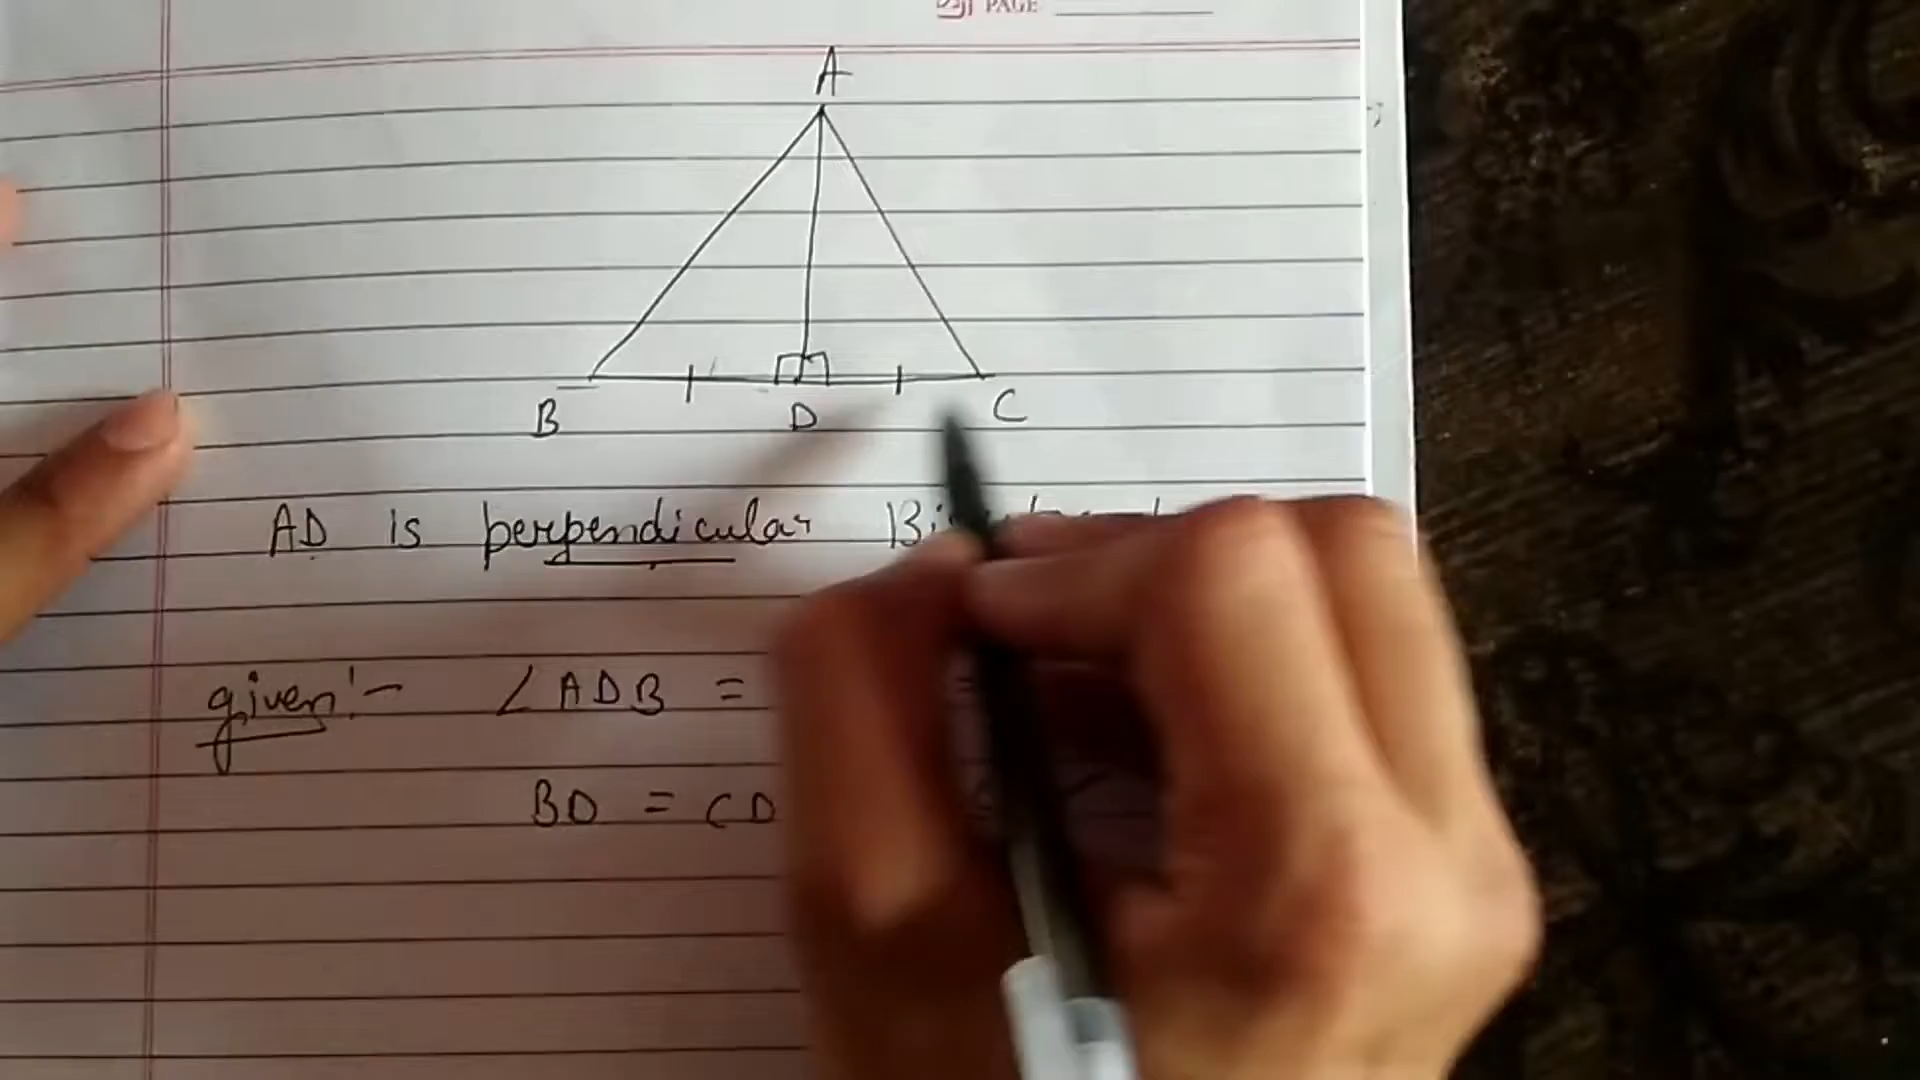 PAGE
A
B D C
AD is perpendicular
given:- ∠ADB =
BD = CD